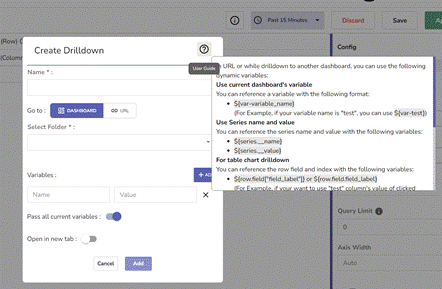 Past 15 Minutes
Discard
Save
(Row)
Create Drilldown
User Guide
Config
Name * :
Go to :
DASHBOARD
URL
Select Folder * :
Variables :
Name
Value
Pass all current variables :
Open in new tab :
Cancel
Add
URL or while drilldown to another dashboard, you can use the following
dynamic variables:
Use current dashboard's variable
You can reference a variable with the following format:
${var-variable_name}
(For Example, if your variable name is "test", you can use ${var-test})
Use Series name and value
You can reference the series name and value with the following variables:
${series.__name}
${series.__value}
For table chart drilldown
You can reference the row field and index with the following variables:
${row.field["field_label"]} or ${row.field.field_label}
(For Example, if your want to use "test" column's value of clicked
Query Limit
0
Axis Width
Auto